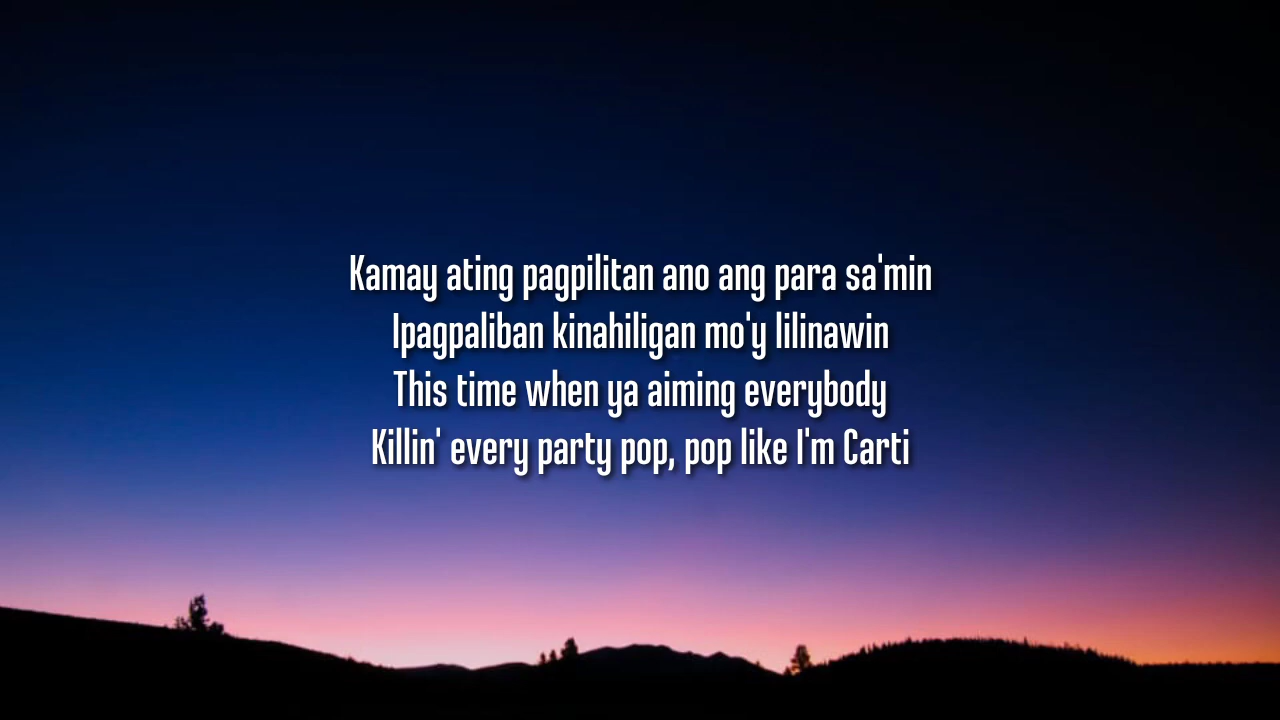 Kamay ating pagpilitan ano ang para sa'min
Ipagpaliban kinahiligan mo'y lilinawin
This time when ya aiming everybody
Killin' every party pop, pop like I'm Carti